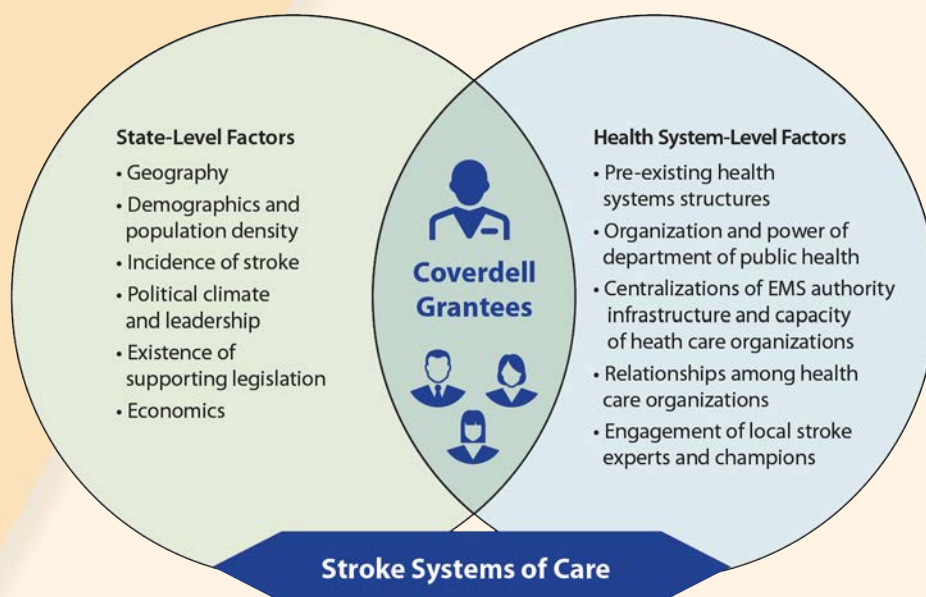 State-Level Factors
• Geography
• Demographics and
population density
• Incidence of stroke
• Political climate
and leadership
• Existence of
supporting legislation
• Economics
Coverdell
Grantees
Health System-Level Factors
• Pre-existing health
systems structures
• Organization and power of
department of public health
• Centralizations of EMS authority
infrastructure and capacity
of heath care organizations
• Relationships among health
care organizations
• Engagement of local stroke
experts and champions
Stroke Systems of Care